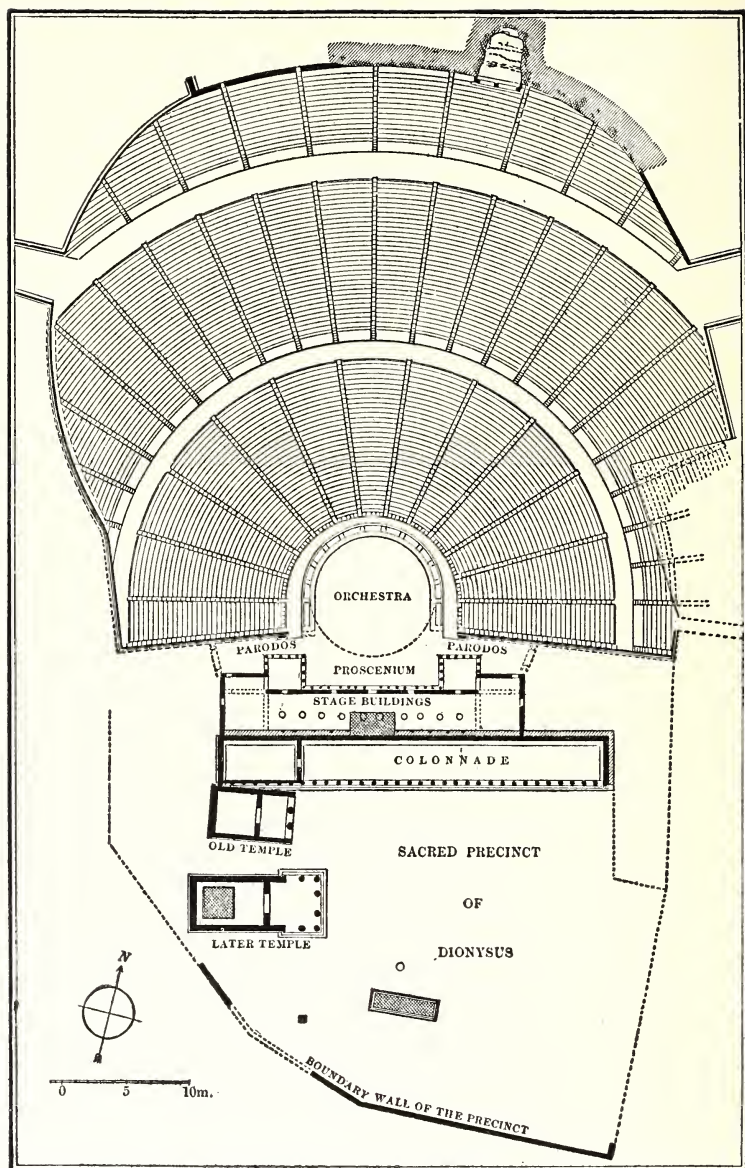 ORCHESTRA
PARODOS
PARODOS
PROSCENIUM
STAGE BUILDINGS
COLONNADE
OLD TEMPLE
SACRED PRECINCT
OF
DIONYSUS
LATER TEMPLE
N
0 5 10m.
BOUNDARY WALL OF THE PRECINCT